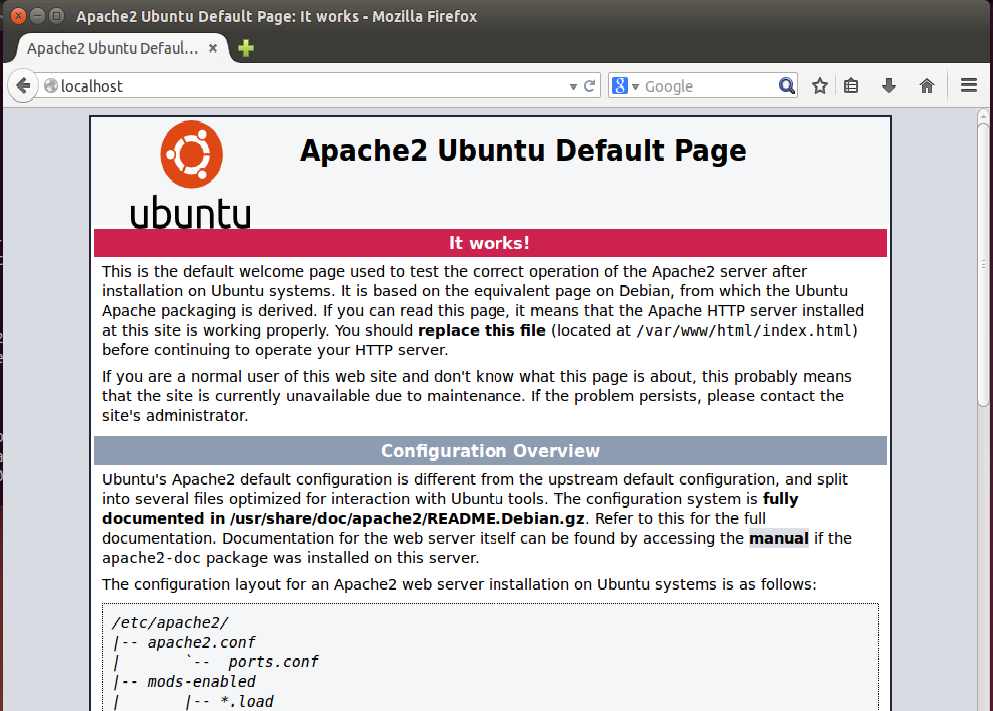 Apache2 Ubuntu Default Page: It works - Mozilla Firefox
Apache2 Ubuntu Defaul...
localhost
Google
ubuntu
Apache2 Ubuntu Default Page
It works!
This is the default welcome page used to test the correct operation of the Apache2 server after
installation on Ubuntu systems. It is based on the equivalent page on Debian, from which the Ubuntu
Apache packaging is derived. If you can read this page, it means that the Apache HTTP server installed
at this site is working properly. You should replace this file (located at /var/www/html/index.html)
before continuing to operate your HTTP server.
If you are a normal user of this web site and don't know what this page is about, this probably means
that the site is currently unavailable due to maintenance. If the problem persists, please contact the
site's administrator.
Configuration Overview
Ubuntu's Apache2 default configuration is different from the upstream default configuration, and split
into several files optimized for interaction with Ubuntu tools. The configuration system is fully
documented in /usr/share/doc/apache2/README.Debian.gz. Refer to this for the full
documentation. Documentation for the web server itself can be found by accessing the manual if the
apache2-doc package was installed on this server.
The configuration layout for an Apache2 web server installation on Ubuntu systems is as follows:
/etc/apache2/
|-- apache2.conf
|       `--  ports.conf
|-- mods-enabled
|       |-- *.load